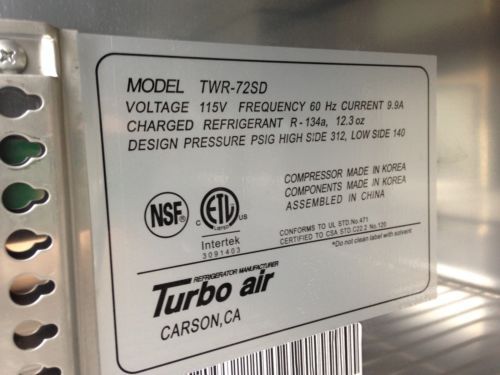 MODEL TWR-72SD
VOLTAGE 115V FREQUENCY 60 Hz CURRENT 9.9A
CHARGED REFRIGERANT R-134a, 12.3 oz
DESIGN PRESSURE PSIG HIGH SIDE 312, LOW SIDE 140
COMPRESSOR MADE IN KOREA
COMPONENTS MADE IN KOREA
ASSEMBLED IN CHINA
NSF
C ETL US
LISTED
Intertek
3091403
CONFORMS TO UL STD.No.471
CERTIFIED TO CSA STD.C22.2 No.120
*Do not clean label with solvent
REFRIGERATOR MANUFACTURER
Turbo air
CARSON,CA